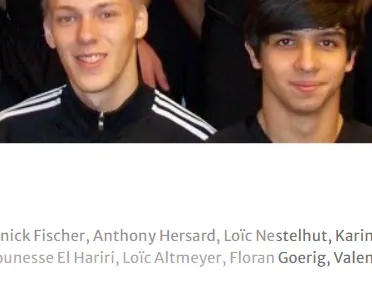 nick Fischer, Anthony Hersard, Loïc Nestelhut, Karin
ounesse El Hariri, Loïc Altmeyer, Floran Goerig, Valen